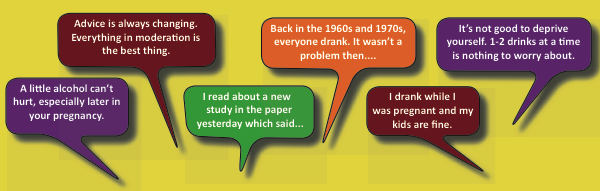 Advice is always changing.
Everything in moderation is
the best thing.
Back in the 1960s and 1970s,
everyone drank. It wasn't a
problem then....
It's not good to deprive
yourself. 1-2 drinks at a time
is nothing to worry about.
A little alcohol can't
hurt, especially later in
your pregnancy.
I read about a new
study in the paper
yesterday which said...
I drank while I
was pregnant and my
kids are fine.